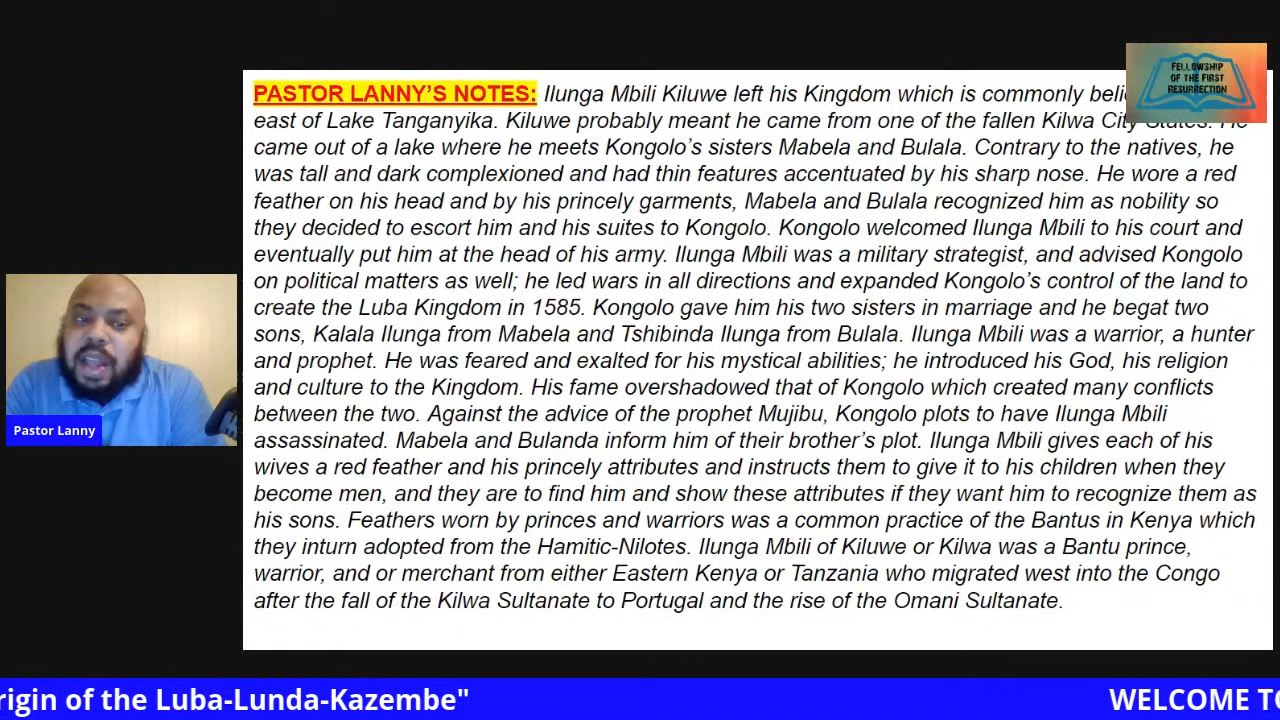 FELLOWSHIP
OF THE FIRST
RESURRECTION
PASTOR LANNY'S NOTES: Ilunga Mbili Kiluwe left his Kingdom which is commonly
east of Lake Tanganyika. Kiluwe probably meant he came from one of the fallen Kilwa City States. He
came out of a lake where he meets Kongolo's sisters Mabela and Bulala. Contrary to the natives, he
was tall and dark complexioned and had thin features accentuated by his sharp nose. He wore a red
feather on his head and by his princely garments, Mabela and Bulala recognized him as nobility so
they decided to escort him and his suites to Kongolo. Kongolo welcomed Ilunga Mbili to his court and
eventually put him at the head of his army. Ilunga Mbili was a military strategist, and advised Kongolo
on political matters as well; he led wars in all directions and expanded Kongolo's control of the land to
create the Luba Kingdom in 1585. Kongolo gave him his two sisters in marriage and he begat two
sons, Kalala Ilunga from Mabela and Tshibinda Ilunga from Bulala. Ilunga Mbili was a warrior, a hunter
and prophet. He was feared and exalted for his mystical abilities; he introduced his God, his religion
and culture to the Kingdom. His fame overshadowed that of Kongolo which created many conflicts
between the two. Against the advice of the prophet Mujibu, Kongolo plots to have Ilunga Mbili
assassinated. Mabela and Bulanda inform him of their brother's plot. Ilunga Mbili gives each of his
wives a red feather and his princely attributes and instructs them to give it to his children when they
become men, and they are to find him and show these attributes if they want him to recognize them as
his sons. Feathers worn by princes and warriors was a common practice of the Bantus in Kenya which
they inturn adopted from the Hamitic-Nilotes. Ilunga Mbili of Kiluwe or Kilwa was a Bantu prince,
warrior, and or merchant from either Eastern Kenya or Tanzania who migrated west into the Congo
after the fall of the Kilwa Sultanate to Portugal and the rise of the Omani Sultanate.
Pastor Lanny
rigin of the Luba-Lunda-Kazembe" WELCOME TO